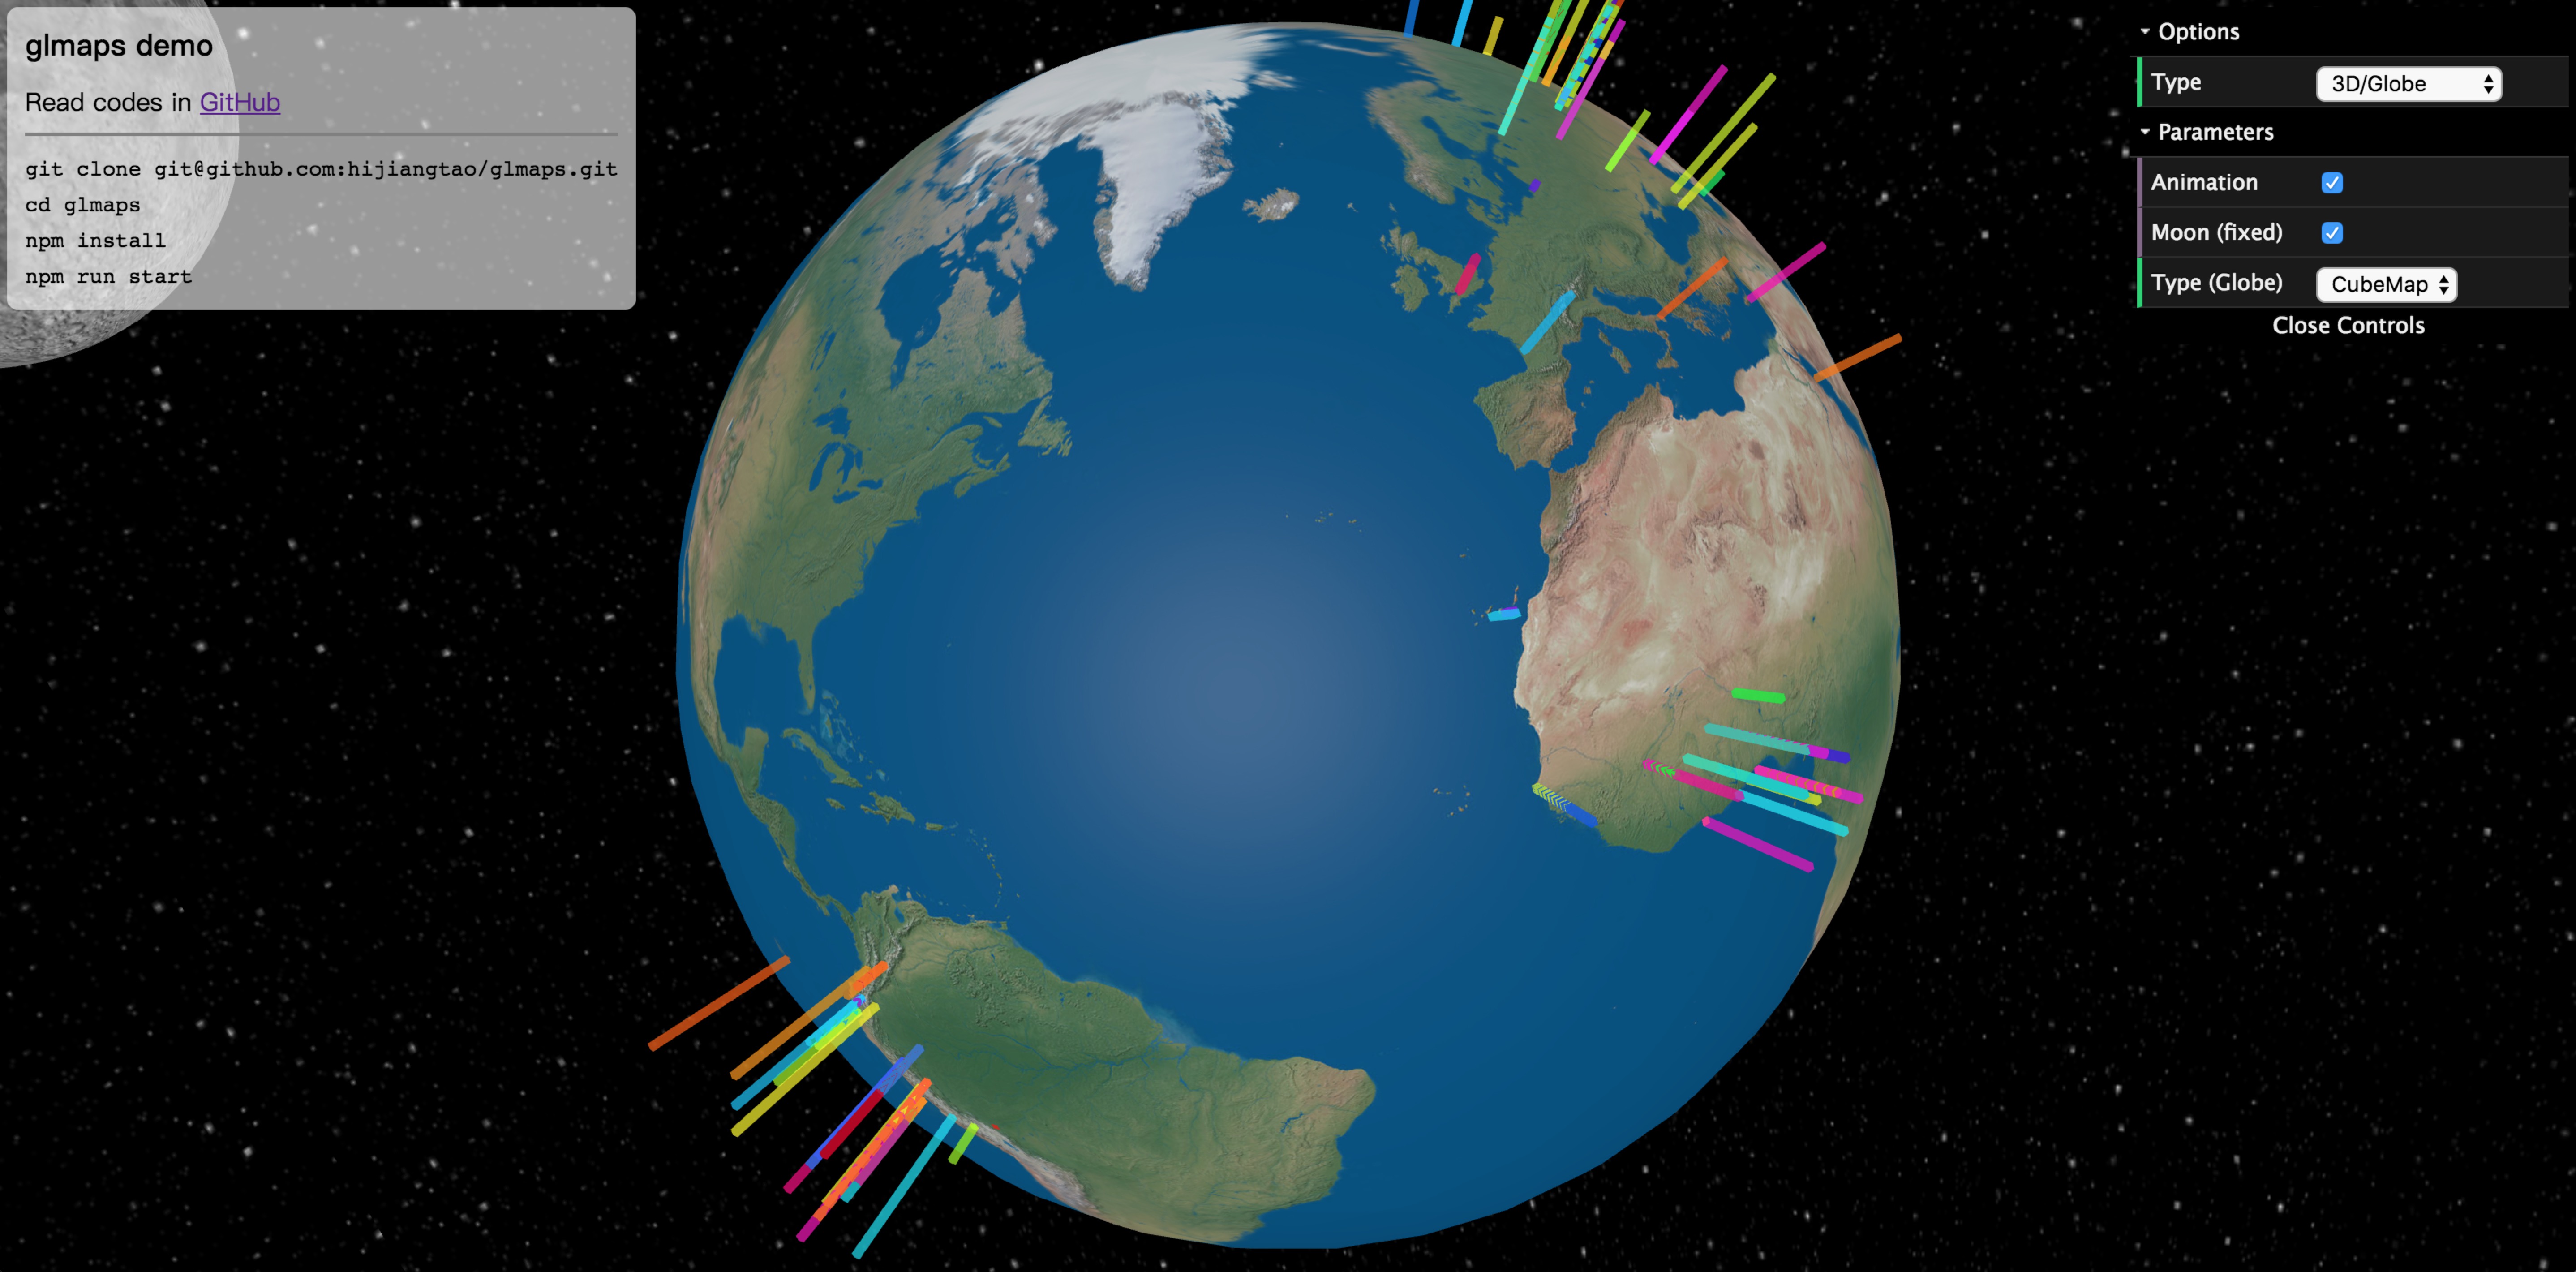 glmaps demo
Read codes in GitHub
git clone git@github.com:hijiangtao/glmaps.git
cd glmaps
npm install
npm run start
Options
Type 3D/Globe
Parameters
Animation
Moon (fixed)
Type (Globe) CubeMap
Close Controls